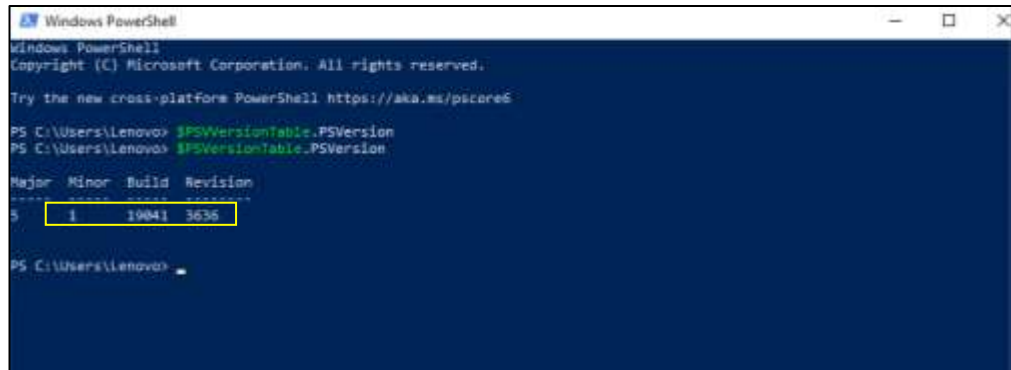 Windows PowerShell
Windows PowerShell
Copyright (C) Microsoft Corporation. All rights reserved.
Try the new cross-platform PowerShell https://aka.ms/pscore6
PS C:\Users\Lenovo> $PSVVersionTable.PSVersion
PS C:\Users\Lenovo> $PSVersionTable.PSVersion
Major Minor Build Revision
----- ----- ----- --------
5 1 19041 3636
PS C:\Users\Lenovo>